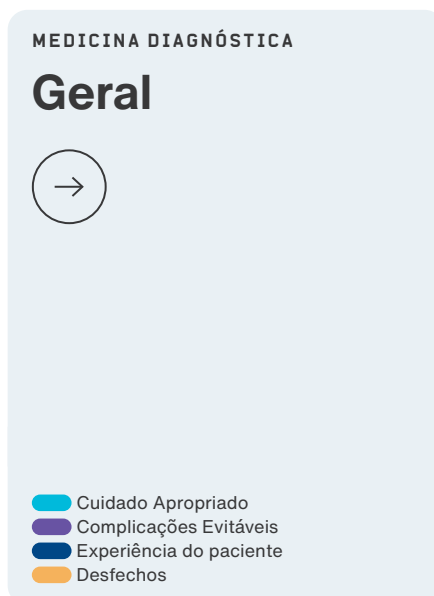 MEDICINA DIAGNÓSTICA
Geral
Cuidado Apropriado
Complicações Evitáveis
Experiência do paciente
Desfechos